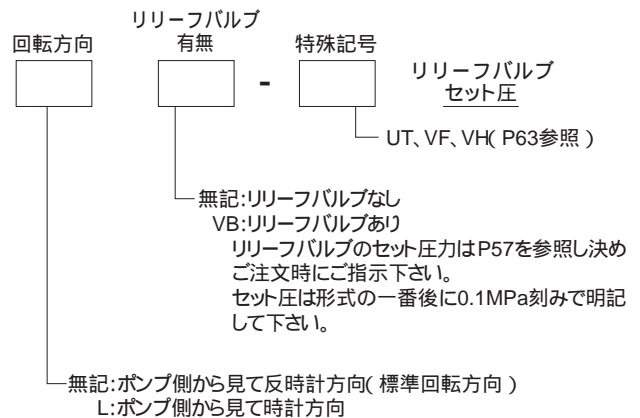 リリーフバルブ
回転方向 有無 特殊記号
-
リリーフバルブ
セット圧
UT、VF、VH( P63参照 )
無記:リリーフバルブなし
VB:リリーフバルブあり
リリーフバルブのセット圧力はP57を参照し決め
ご注文時にご指示下さい。
セット圧は形式の一番後に0.1MPa刻みで明記
して下さい。
無記:ポンプ側から見て反時計方向( 標準回転方向 )
L:ポンプ側から見て時計方向